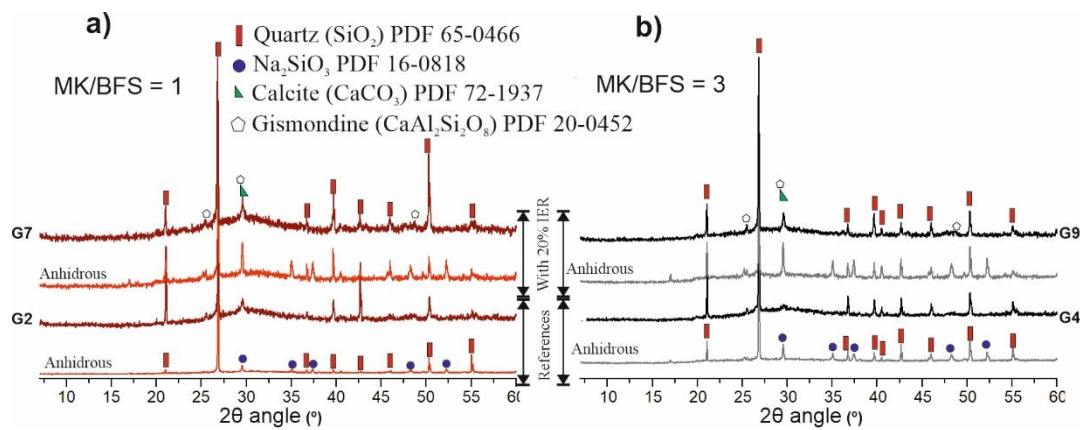 a)
b)
Quartz (SiO₂) PDF 65-0466
Na₂SiO₃ PDF 16-0818
Calcite (CaCO₃) PDF 72-1937
Gismondine (CaAl₂Si₂O₈) PDF 20-0452
MK/BFS = 1
MK/BFS = 3
G7
Anhidrous
G2
Anhidrous
With 20% IER
References
G9
Anhidrous
G4
Anhidrous
10 15 20 25 30 35 40 45 50 55 60
2θ angle (°)
10 15 20 25 30 35 40 45 50 55 60
2θ angle (°)